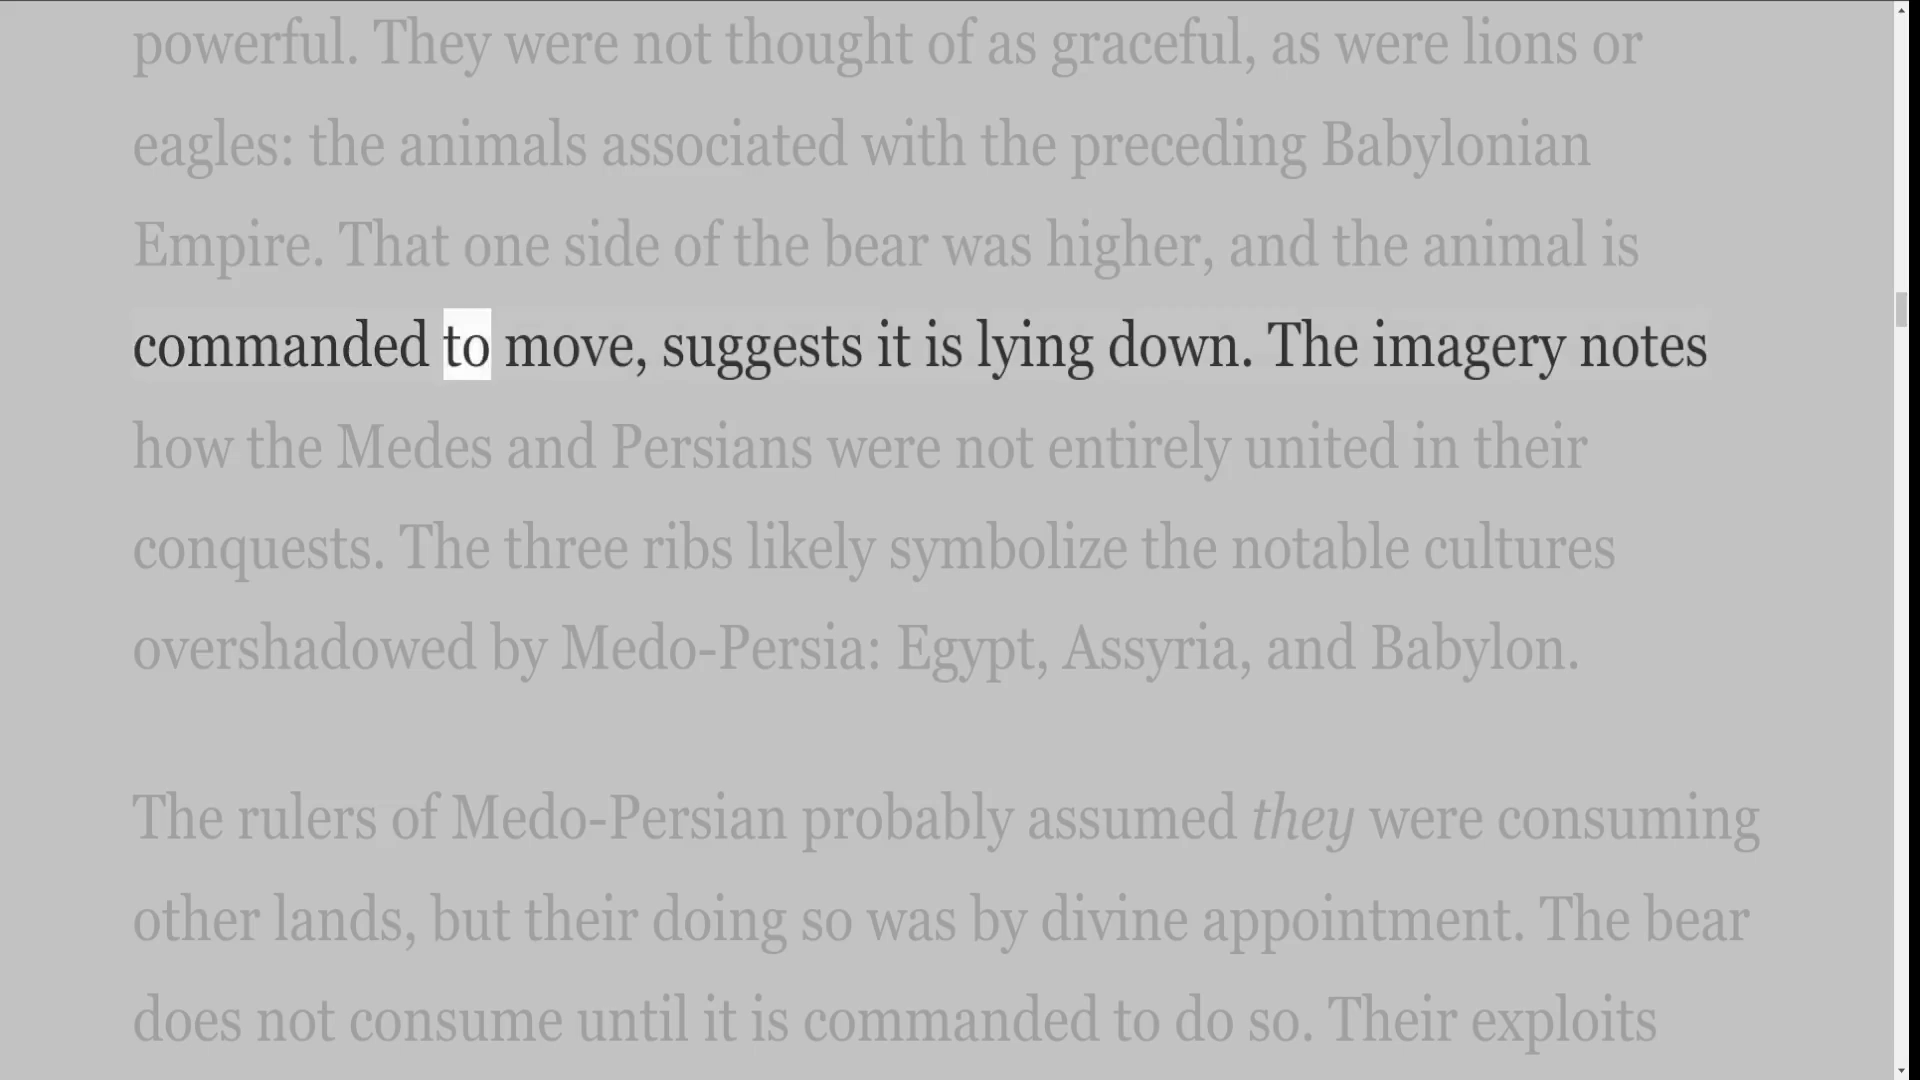 powerful. They were not thought of as graceful, as were lions or
eagles: the animals associated with the preceding Babylonian
Empire. That one side of the bear was higher, and the animal is
commanded to move, suggests it is lying down. The imagery notes
how the Medes and Persians were not entirely united in their
conquests. The three ribs likely symbolize the notable cultures
overshadowed by Medo-Persia: Egypt, Assyria, and Babylon.
The rulers of Medo-Persian probably assumed they were consuming
other lands, but their doing so was by divine appointment. The bear
does not consume until it is commanded to do so. Their exploits